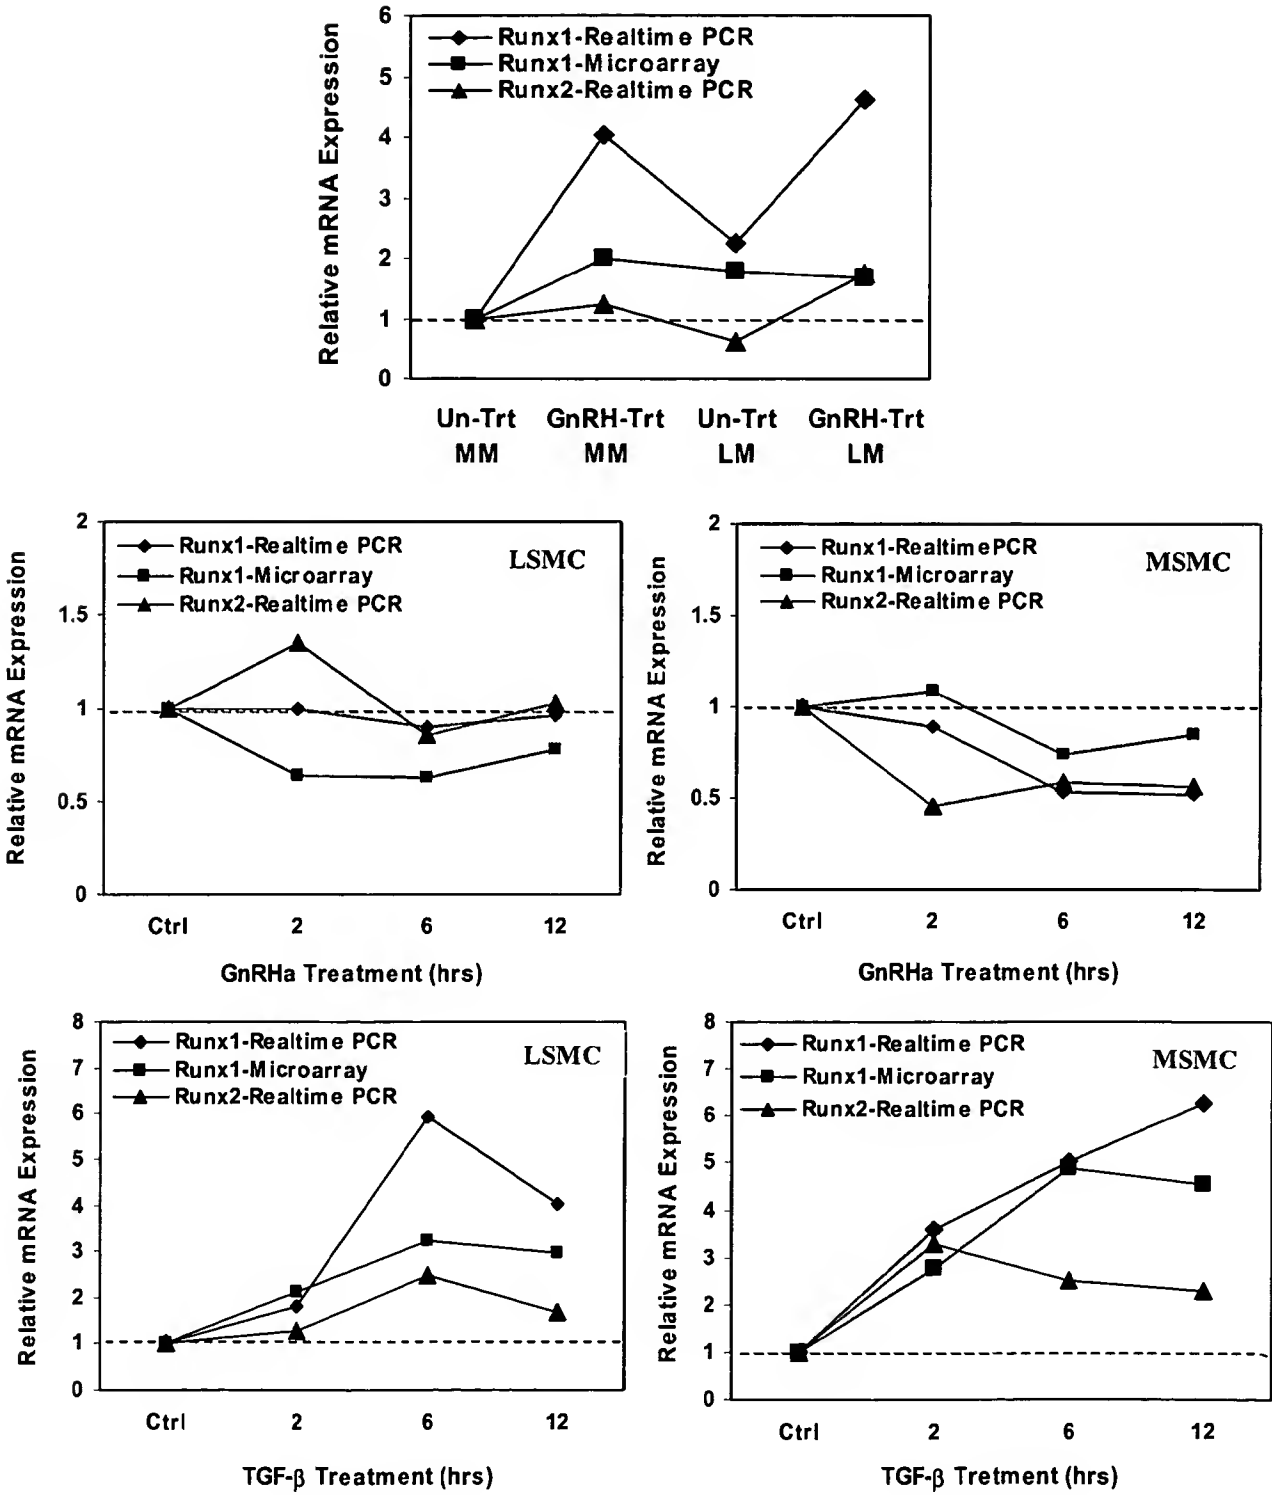 Relative mRNA Expression
6
5
4
3
2
1
0
Runx1-Realtime PCR
Runx1-Microarray
Runx2-Realtime PCR
Un-Trt MM
GnRH-Trt MM
Un-Trt LM
GnRH-Trt LM
Relative mRNA Expression
2
1.5
1
0.5
0
Runx1-Realtime PCR
Runx1-Microarray
Runx2-Realtime PCR
LSMC
Ctrl 2 6 12
GnRHa Treatment (hrs)
Relative mRNA Expression
2
1.5
1
0.5
0
Runx1-RealtimePCR
Runx1-Microarray
Runx2-Realtime PCR
MSMC
Ctrl 2 6 12
GnRHa Treatment (hrs)
Relative mRNA Expression
8
7
6
5
4
3
2
1
0
Runx1-Realtime PCR
Runx1-Microarray
Runx2-Realtime PCR
LSMC
Ctrl 2 6 12
TGF-β Treatment (hrs)
Relative mRNA Expression
8
7
6
5
4
3
2
1
0
Runx1-Realtime PCR
Runx1-Microarray
Runx2-Realtime PCR
MSMC
Ctrl 2 6 12
TGF-β Tretment (hrs)